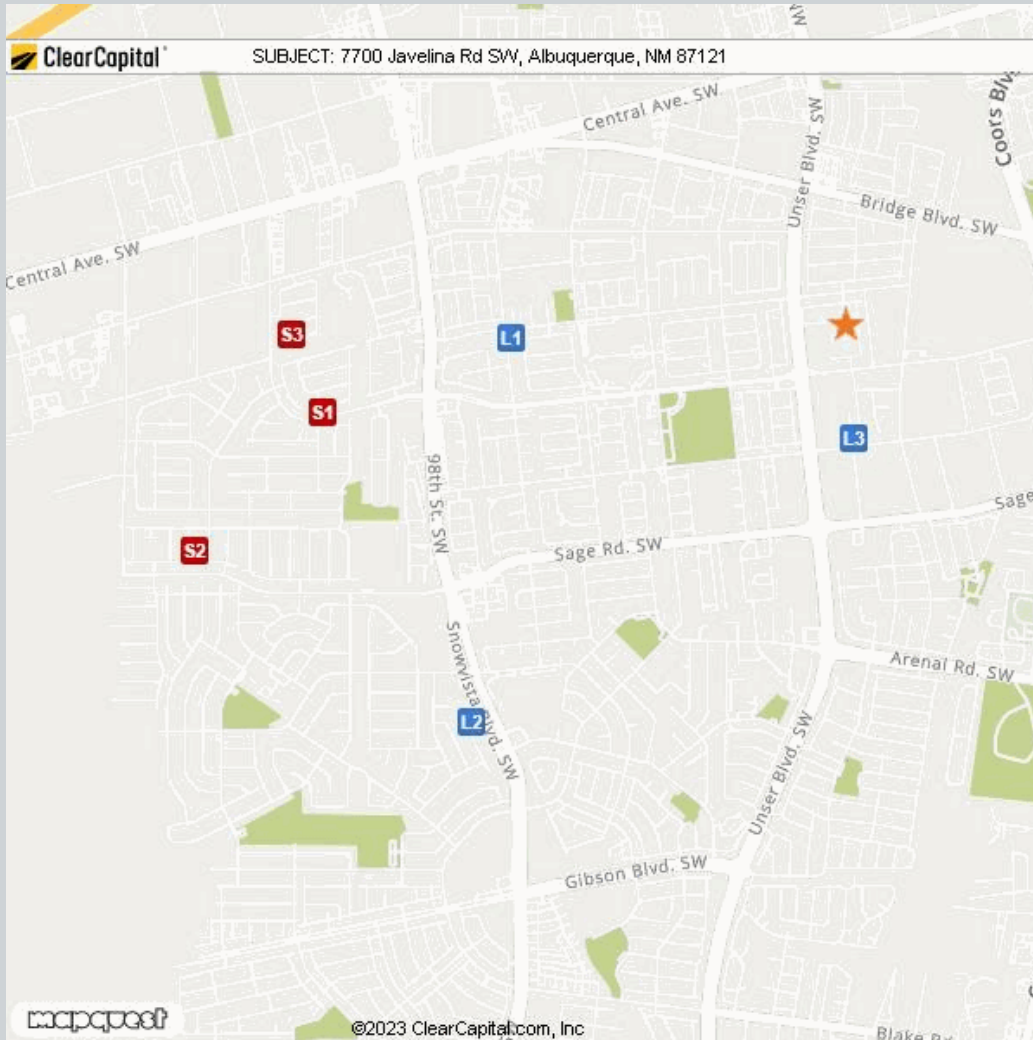 ClearCapital
SUBJECT: 7700 Javelina Rd SW, Albuquerque, NM 87121
Central Ave. SW
Unser Blvd. SW
Coors Blv
Bridge Blvd. SW
Central Ave. SW
S3
L1
S1
L3
98th St. SW
Sage
S2
Sage Rd. SW
Snowvista Blvd. SW
Arenal Rd. SW
L2
Unser Blvd. SW
Gibson Blvd. SW
mapquest
©2023 ClearCapital.com, Inc